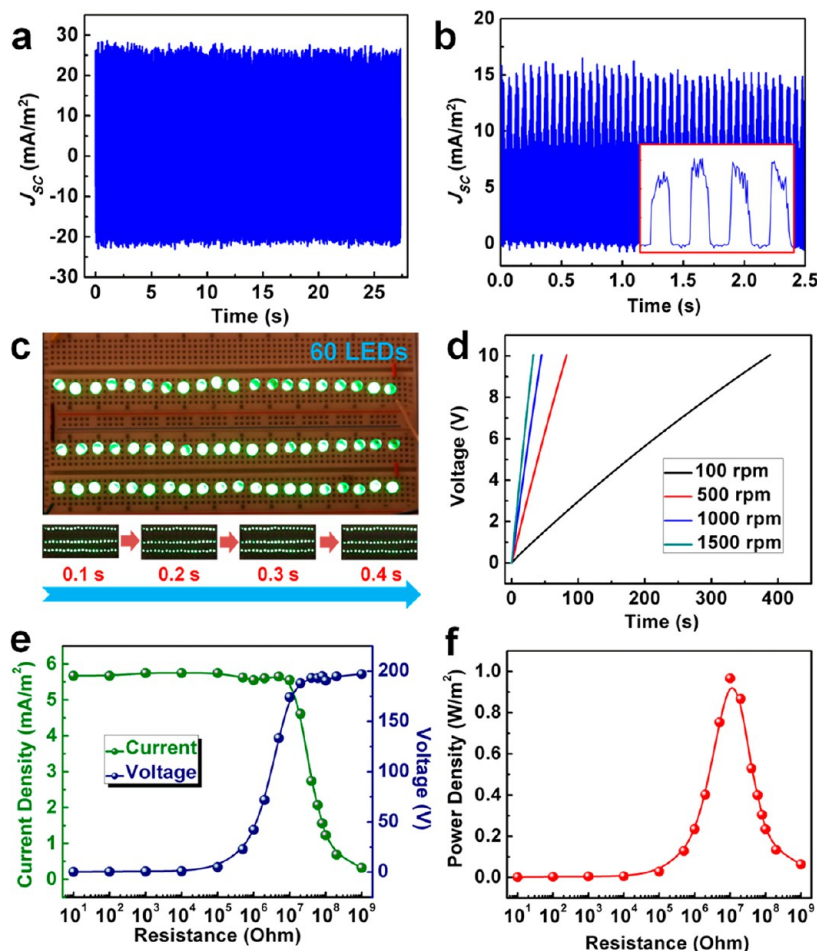 a
30
20
10
0
-10
-20
-30
J_SC (mA/m²)
0 5 10 15 20 25
Time (s)
b
20
15
10
5
0
J_SC (mA/m²)
0.0 0.5 1.0 1.5 2.0 2.5
Time (s)
c
60 LEDs
0.1 s 0.2 s 0.3 s 0.4 s
d
10
8
6
4
2
0
Voltage (V)
100 rpm
500 rpm
1000 rpm
1500 rpm
0 100 200 300 400
Time (s)
e
6
5
4
3
2
1
0
Current Density (mA/m²)
Current
Voltage
200
150
100
50
0
Voltage (V)
10¹ 10² 10³ 10⁴ 10⁵ 10⁶ 10⁷ 10⁸ 10⁹
Resistance (Ohm)
f
1.0
0.8
0.6
0.4
0.2
0.0
Power Density (W/m²)
10¹ 10² 10³ 10⁴ 10⁵ 10⁶ 10⁷ 10⁸ 10⁹
Resistance (Ohm)